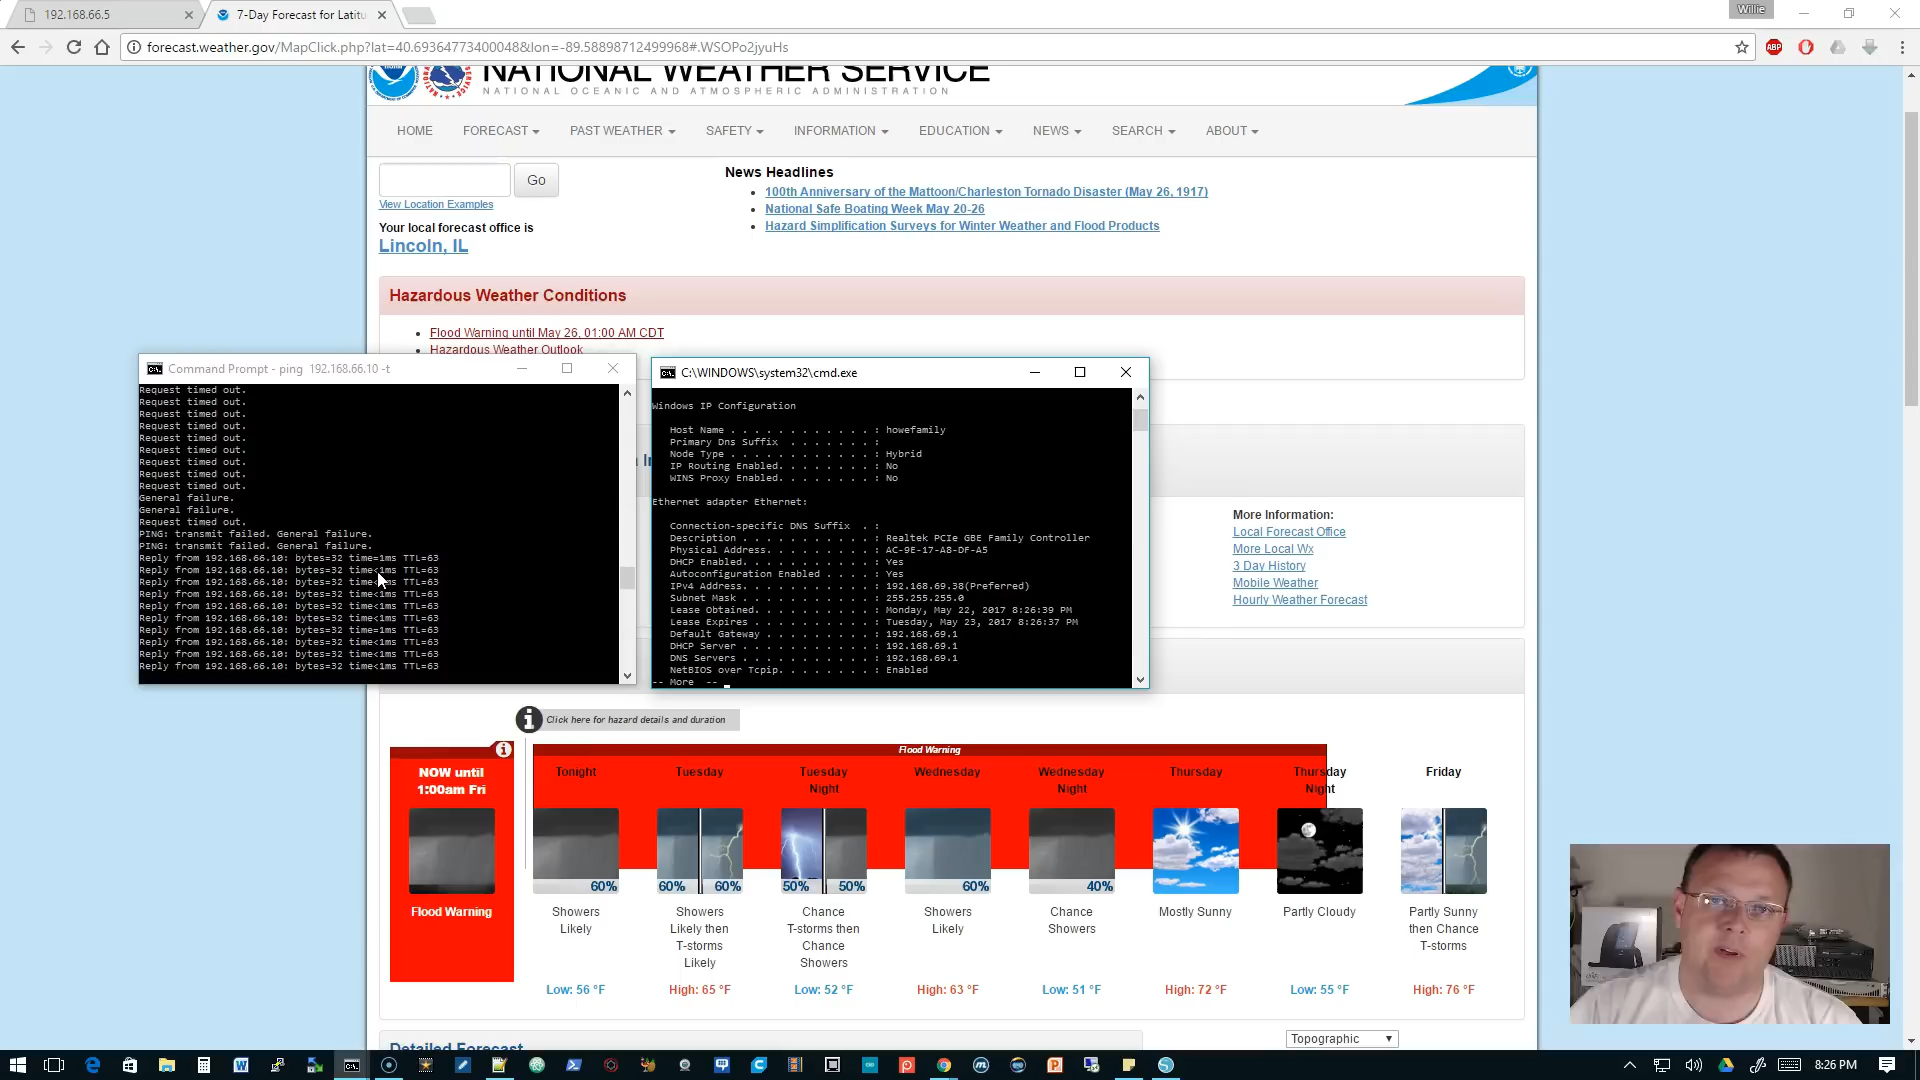 192.168.66.5
7-Day Forecast for Latitu
Willie
forecast.weather.gov/MapClick.php?lat=40.69364773400048&lon=-89.58898712499968#.WSOPo2jyuHs
ABP
NATIONAL WEATHER SERVICE
NATIONAL OCEANIC AND ATMOSPHERIC ADMINISTRATION
HOME FORECAST PAST WEATHER SAFETY INFORMATION EDUCATION NEWS SEARCH ABOUT
Go
View Location Examples
Your local forecast office is
Lincoln, IL
News Headlines
100th Anniversary of the Mattoon/Charleston Tornado Disaster (May 26, 1917)
National Safe Boating Week May 20-26
Hazard Simplification Surveys for Winter Weather and Flood Products
Hazardous Weather Conditions
Flood Warning until May 26, 01:00 AM CDT
Hazardous Weather Outlook
Command Prompt - ping 192.168.66.10 -t
Request timed out.
Request timed out.
Request timed out.
Request timed out.
Request timed out.
Request timed out.
Request timed out.
Request timed out.
Request timed out.
General failure.
General failure.
Request timed out.
PING: transmit failed. General failure.
PING: transmit failed. General failure.
Reply from 192.168.66.10: bytes=32 time=1ms TTL=63
Reply from 192.168.66.10: bytes=32 time<1ms TTL=63
Reply from 192.168.66.10: bytes=32 time<1ms TTL=63
Reply from 192.168.66.10: bytes=32 time<1ms TTL=63
Reply from 192.168.66.10: bytes=32 time<1ms TTL=63
Reply from 192.168.66.10: bytes=32 time<1ms TTL=63
Reply from 192.168.66.10: bytes=32 time=1ms TTL=63
Reply from 192.168.66.10: bytes=32 time<1ms TTL=63
Reply from 192.168.66.10: bytes=32 time<1ms TTL=63
Reply from 192.168.66.10: bytes=32 time<1ms TTL=63
C:\WINDOWS\system32\cmd.exe
Windows IP Configuration
Host Name . . . . . . . . . . . . : howefamily
Primary Dns Suffix . . . . . . . :
Node Type . . . . . . . . . . . . : Hybrid
IP Routing Enabled. . . . . . . . : No
WINS Proxy Enabled. . . . . . . . : No
Ethernet adapter Ethernet:
Connection-specific DNS Suffix . :
Description . . . . . . . . . . . : Realtek PCIe GBE Family Controller
Physical Address. . . . . . . . . : AC-9E-17-A8-DF-A5
DHCP Enabled. . . . . . . . . . . : Yes
Autoconfiguration Enabled . . . . : Yes
IPv4 Address. . . . . . . . . . . : 192.168.69.38(Preferred)
Subnet Mask . . . . . . . . . . . : 255.255.255.0
Lease Obtained. . . . . . . . . . : Monday, May 22, 2017 8:26:39 PM
Lease Expires . . . . . . . . . . : Tuesday, May 23, 2017 8:26:37 PM
Default Gateway . . . . . . . . . : 192.168.69.1
DHCP Server . . . . . . . . . . . : 192.168.69.1
DNS Servers . . . . . . . . . . . : 192.168.69.1
NetBIOS over Tcpip. . . . . . . . : Enabled
-- More --
More Information:
Local Forecast Office
More Local Wx
3 Day History
Mobile Weather
Hourly Weather Forecast
Click here for hazard details and duration
Flood Warning
NOW until
1:00am Fri
Flood Warning
Tonight
60%
Showers
Likely
Low: 56 °F
Tuesday
60% 60%
Showers
Likely then
T-storms
Likely
High: 65 °F
Tuesday
Night
50% 50%
Chance
T-storms then
Chance
Showers
Low: 52 °F
Wednesday
60%
Showers
Likely
High: 63 °F
Wednesday
Night
40%
Chance
Showers
Low: 51 °F
Thursday
Mostly Sunny
High: 72 °F
Thursday
Night
Partly Cloudy
Low: 55 °F
Friday
Partly Sunny
then Chance
T-storms
High: 76 °F
Detailed Forecast
Topographic
8:26 PM